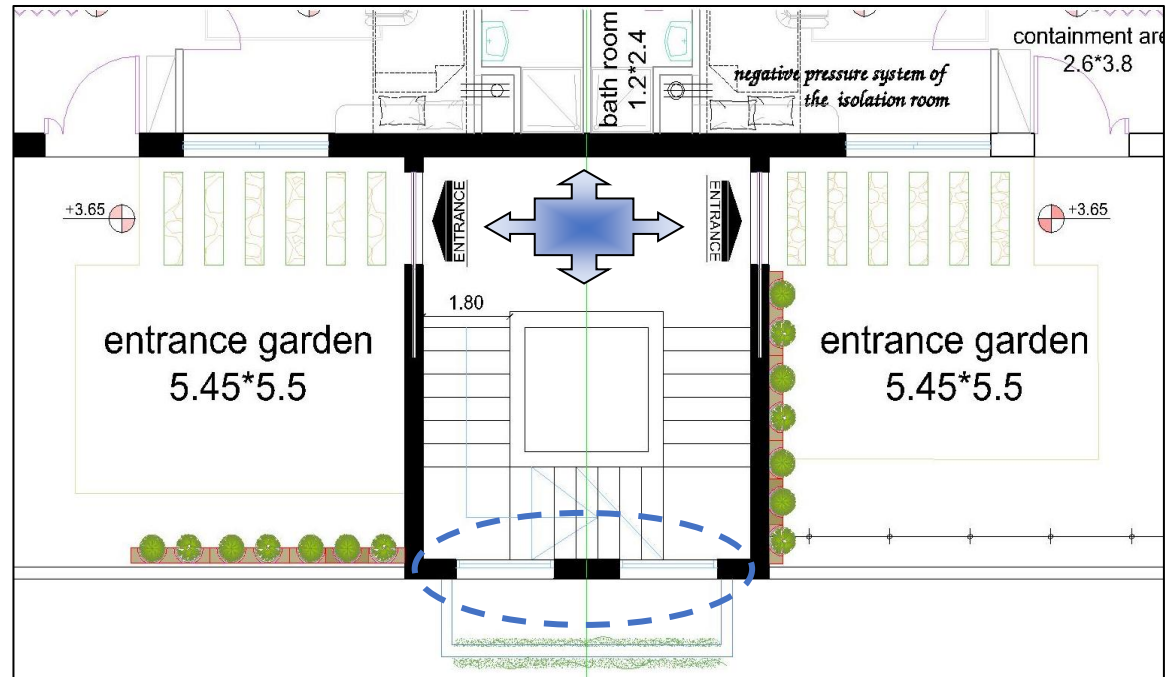 bath room
1.2*2.4
negative pressure system of
the isolation room
containment are
2.6*3.8
+3.65
ENTRANCE
ENTRANCE
+3.65
1.80
entrance garden
5.45*5.5
entrance garden
5.45*5.5